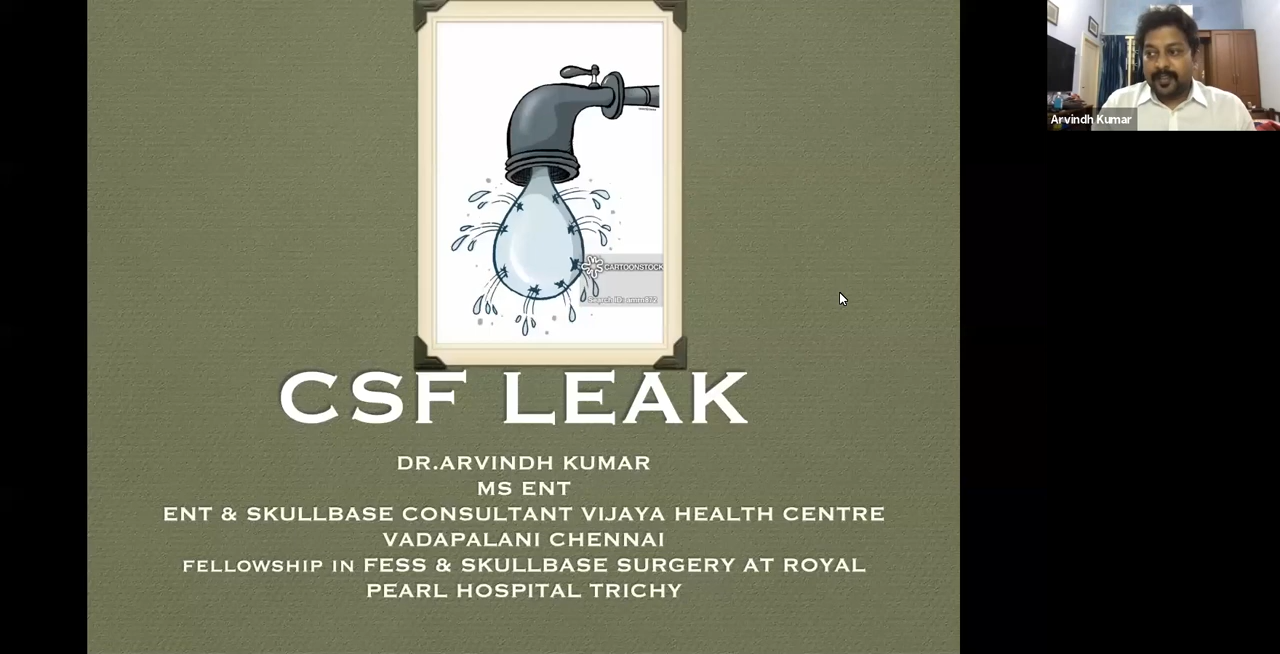 CARTOONSTOCK
CSF LEAK
DR.ARVINDH KUMAR
MS ENT
ENT & SKULLBASE CONSULTANT VIJAYA HEALTH CENTRE
VADAPALANI CHENNAI
FELLOWSHIP IN FESS & SKULLBASE SURGERY AT ROYAL
PEARL HOSPITAL TRICHY
Arvindh Kumar